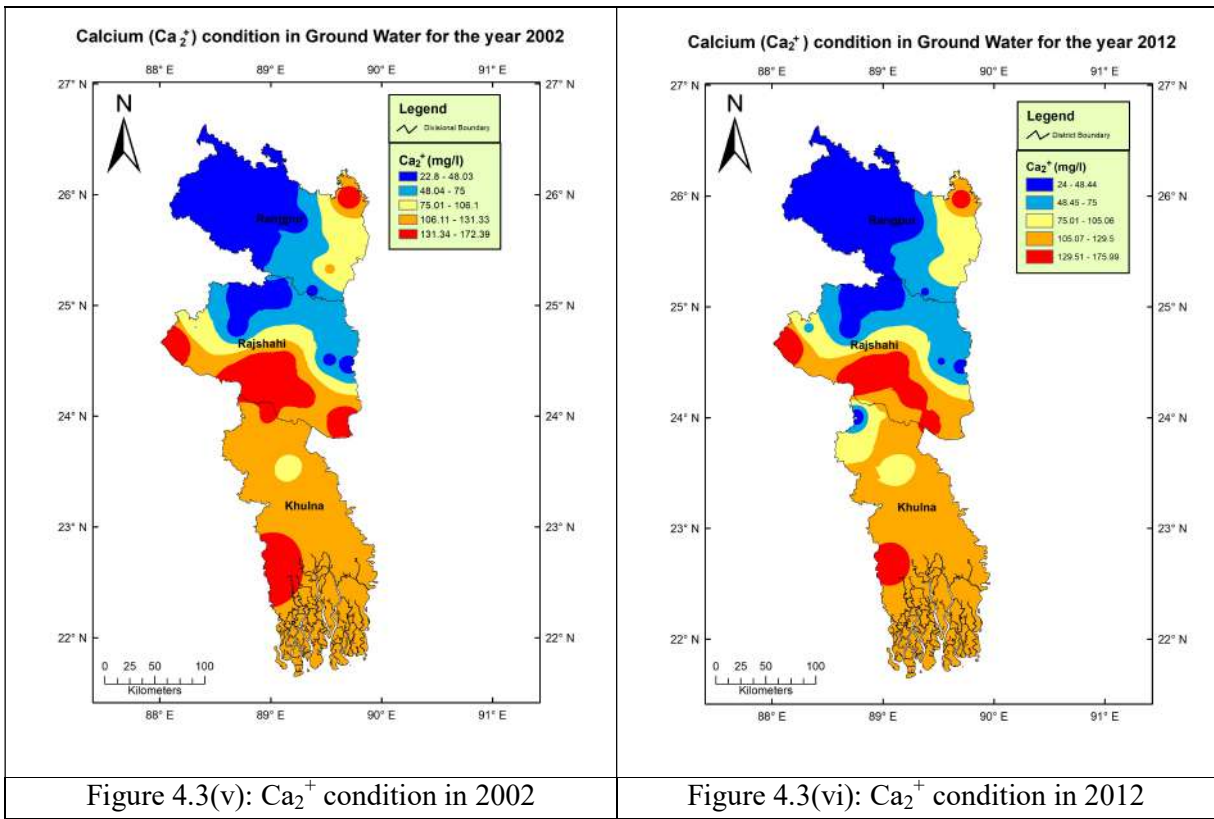 Calcium (Ca₂⁺) condition in Ground Water for the year 2002
88° E 89° E 90° E 91° E
27° N 27° N
N
Legend
Divisional Boundary
Ca₂⁺ (mg/l)
22.8 - 48.03
48.04 - 75
75.01 - 106.1
106.11 - 131.33
131.34 - 172.39
26° N 26° N
Rangpur
25° N 25° N
Rajshahi
24° N 24° N
Khulna
23° N 23° N
22° N 22° N
0 25 50 100
Kilometers
88° E 89° E 90° E 91° E
Figure 4.3(v): Ca₂⁺ condition in 2002
Calcium (Ca₂⁺) condition in Ground Water for the year 2012
88° E 89° E 90° E 91° E
27° N 27° N
N
Legend
District Boundary
Ca₂⁺ (mg/l)
24 - 48.44
48.45 - 75
75.01 - 105.06
105.07 - 129.5
129.51 - 175.99
26° N 26° N
Rangpur
25° N 25° N
Rajshahi
24° N 24° N
Khulna
23° N 23° N
22° N 22° N
0 25 50 100
Kilometers
88° E 89° E 90° E 91° E
Figure 4.3(vi): Ca₂⁺ condition in 2012